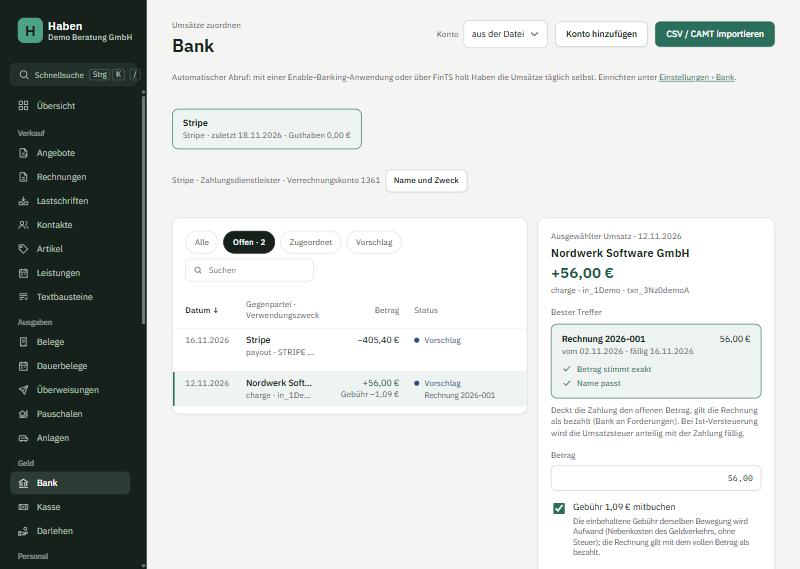 H
Haben
Demo Beratung GmbH
Schnellsuche Strg K /
Übersicht
Verkauf
Angebote
Rechnungen
Lastschriften
Kontakte
Artikel
Leistungen
Textbausteine
Ausgaben
Belege
Dauerbelege
Überweisungen
Pauschalen
Anlagen
Geld
Bank
Kasse
Darlehen
Personal
Umsätze zuordnen
Bank
Konto aus der Datei Konto hinzufügen CSV / CAMT importieren
Automatischer Abruf: mit einer Enable-Banking-Anwendung oder über FinTS holt Haben die Umsätze täglich selbst. Einrichten unter Einstellungen › Bank.
Stripe
Stripe · zuletzt 18.11.2026 · Guthaben 0,00 €
Stripe · Zahlungsdienstleister · Verrechnungskonto 1361 Name und Zweck
Alle Offen · 2 Zugeordnet Vorschlag
Suchen
Datum ↓ Gegenpartei · Verwendungszweck Betrag Status
16.11.2026 Stripe −405,40 € Vorschlag
payout · STRIPE ...
12.11.2026 Nordwerk Soft... +56,00 € Vorschlag
charge · in_1De... Gebühr −1,09 € Rechnung 2026-001
Ausgewählter Umsatz · 12.11.2026
Nordwerk Software GmbH
+56,00 €
charge · in_1Demo · txn_3Nz0demoA
Bester Treffer
Rechnung 2026-001 56,00 €
vom 02.11.2026 · fällig 16.11.2026
Betrag stimmt exakt
Name passt
Deckt die Zahlung den offenen Betrag, gilt die Rechnung
als bezahlt (Bank an Forderungen). Bei Ist-Versteuerung
wird die Umsatzsteuer anteilig mit der Zahlung fällig.
Betrag
56,00
Gebühr 1,09 € mitbuchen
Die einbehaltene Gebühr derselben Bewegung wird
Aufwand (Nebenkosten des Geldverkehrs, ohne
Steuer); die Rechnung gilt mit dem vollen Betrag als
bezahlt.